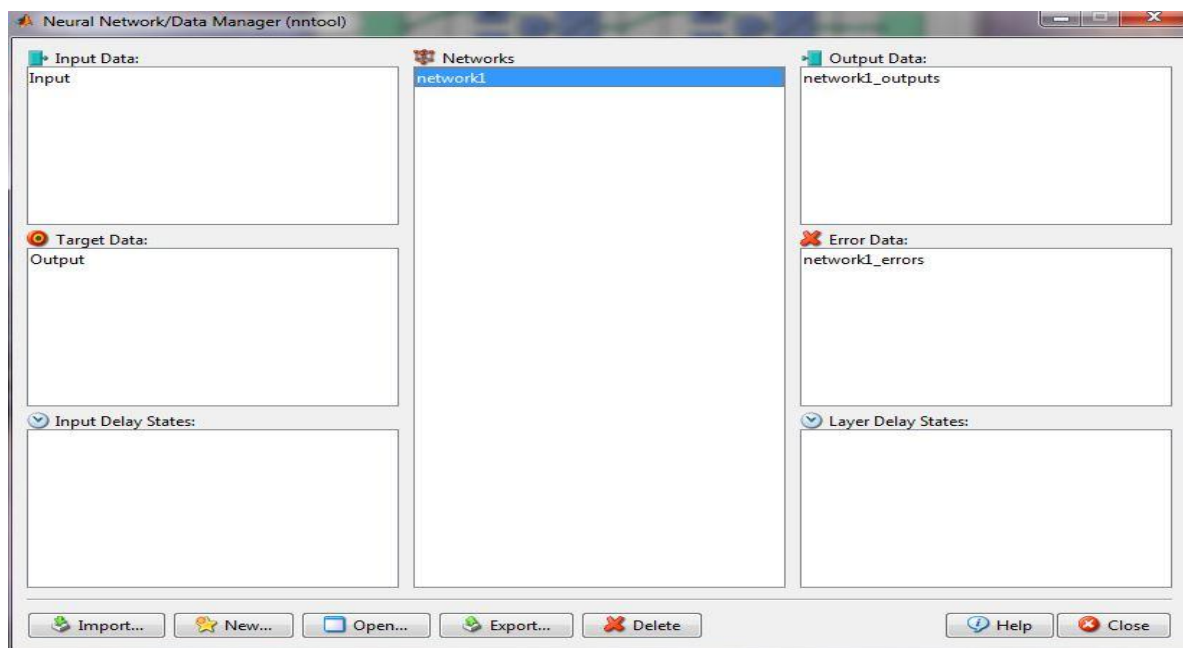 Neural Network/Data Manager (nntool)
Input Data:
Input
Target Data:
Output
Input Delay States:
Networks
network1
Output Data:
network1_outputs
Error Data:
network1_errors
Layer Delay States:
Import...
New...
Open...
Export...
Delete
Help
Close